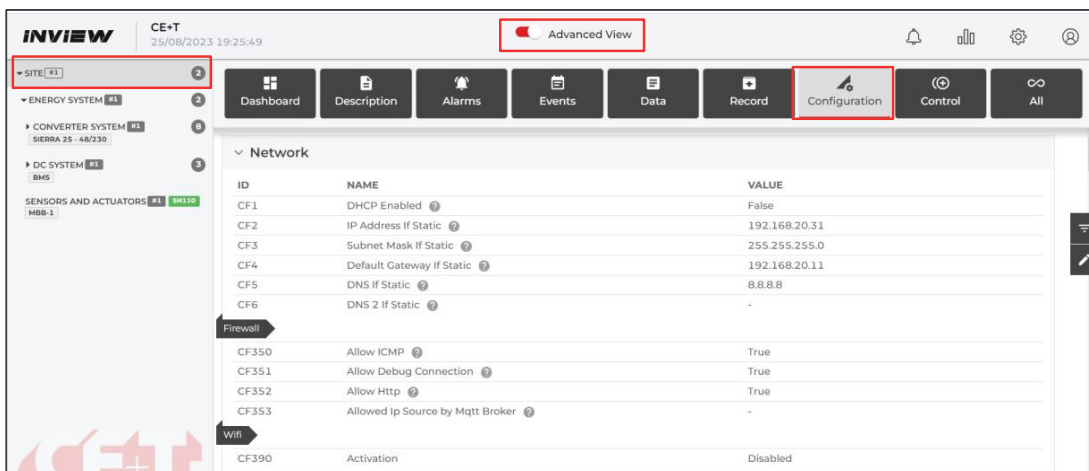 iNViEW
CE+T
25/08/2023 19:25:49
Advanced View
SITE #1 2
ENERGY SYSTEM #1 2
CONVERTER SYSTEM #1 8
SIERRA 25 - 48/230
DC SYSTEM #1 3
BMS
SENSORS AND ACTUATORS #1 SN110
MBB-1
Dashboard Description Alarms Events Data Record Configuration Control All
Network
ID NAME VALUE
CF1 DHCP Enabled ? False
CF2 IP Address If Static ? 192.168.20.31
CF3 Subnet Mask If Static ? 255.255.255.0
CF4 Default Gateway If Static ? 192.168.20.11
CF5 DNS If Static ? 8.8.8.8
CF6 DNS 2 If Static ? -
Firewall
CF350 Allow ICMP ? True
CF351 Allow Debug Connection ? True
CF352 Allow Http ? True
CF353 Allowed Ip Source by Mqtt Broker ? -
Wifi
CF390 Activation Disabled
CE+T